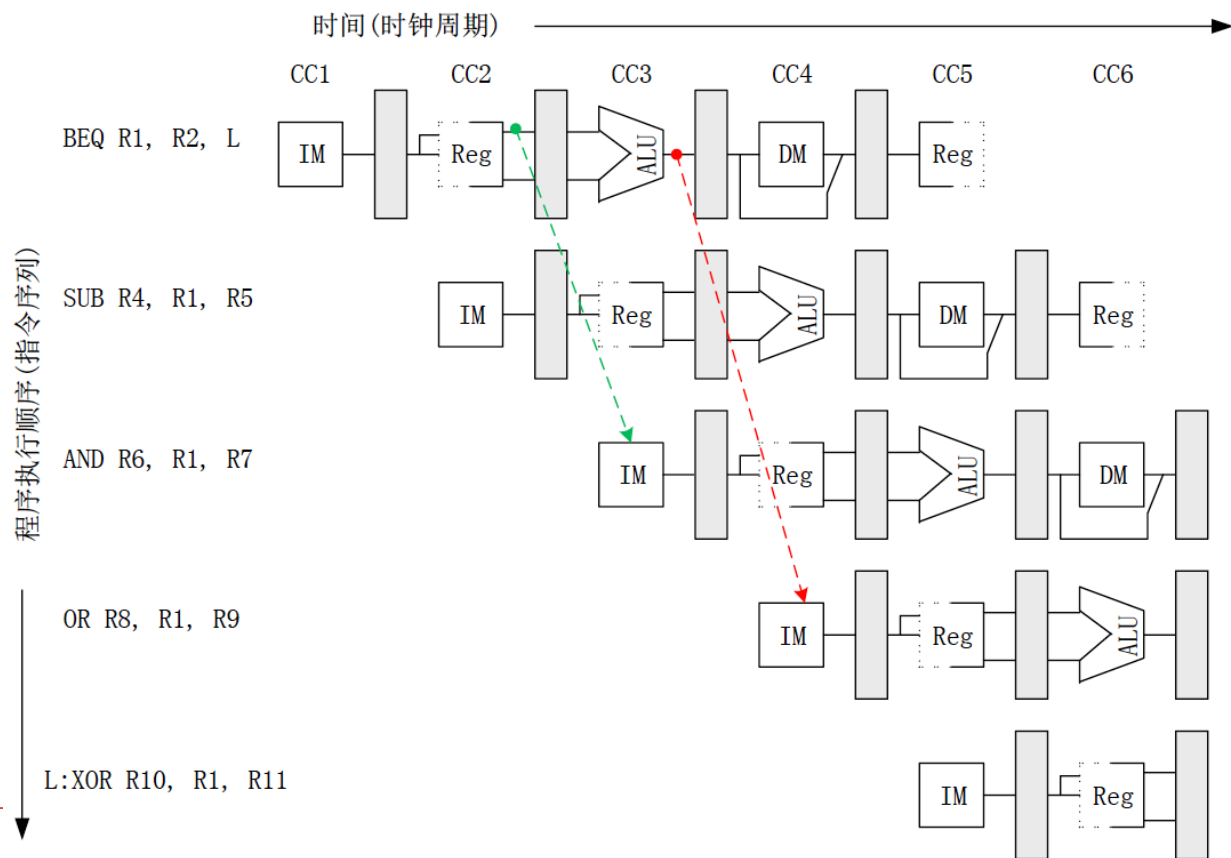 时间(时钟周期)
CC1 CC2 CC3 CC4 CC5 CC6
BEQ R1, R2, L
IM Reg ALU DM Reg
SUB R4, R1, R5
IM Reg ALU DM Reg
程序执行顺序(指令序列)
AND R6, R1, R7
IM Reg ALU DM
OR R8, R1, R9
IM Reg ALU
L:XOR R10, R1, R11
IM Reg